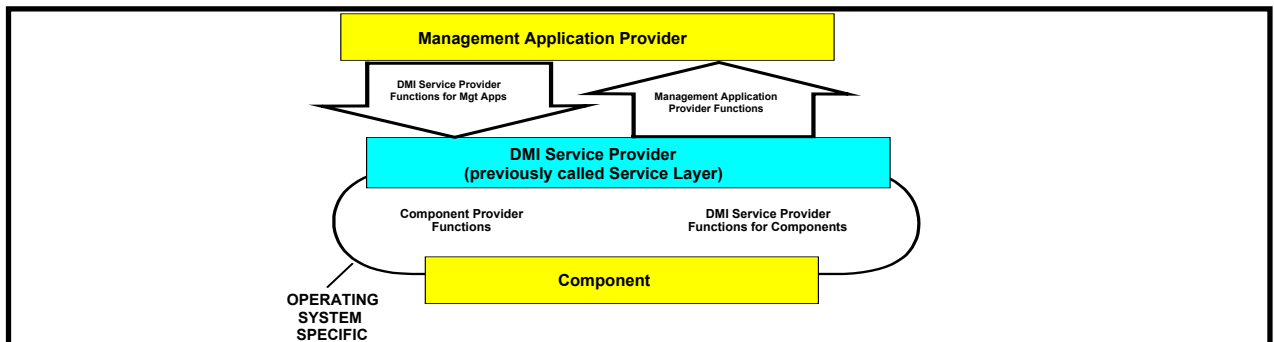 Management Application Provider
DMI Service Provider
Functions for Mgt Apps
Management Application
Provider Functions
DMI Service Provider
(previously called Service Layer)
Component Provider
Functions
DMI Service Provider
Functions for Components
Component
OPERATING
SYSTEM
SPECIFIC